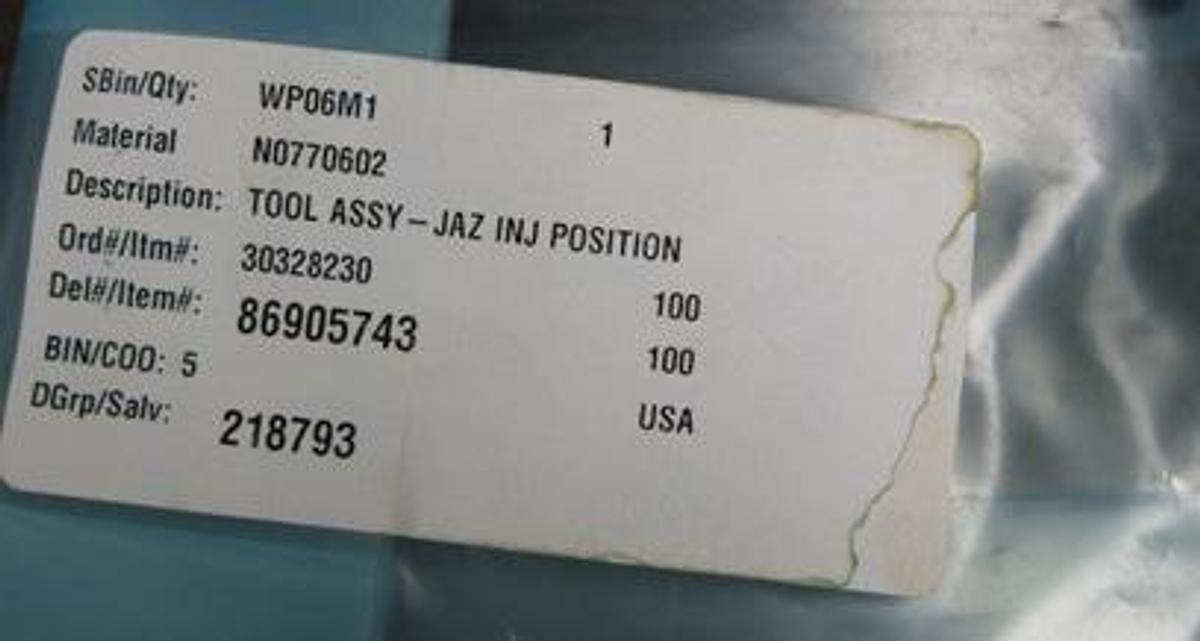 SBin/Qty: WP06M1 1
Material N0770602
Description: TOOL ASSY – JAZ INJ POSITION
Ord#/Itm#: 30328230 100
Del#/Item#: 86905743 100
BIN/COO: 5 USA
DGrp/Salv: 218793